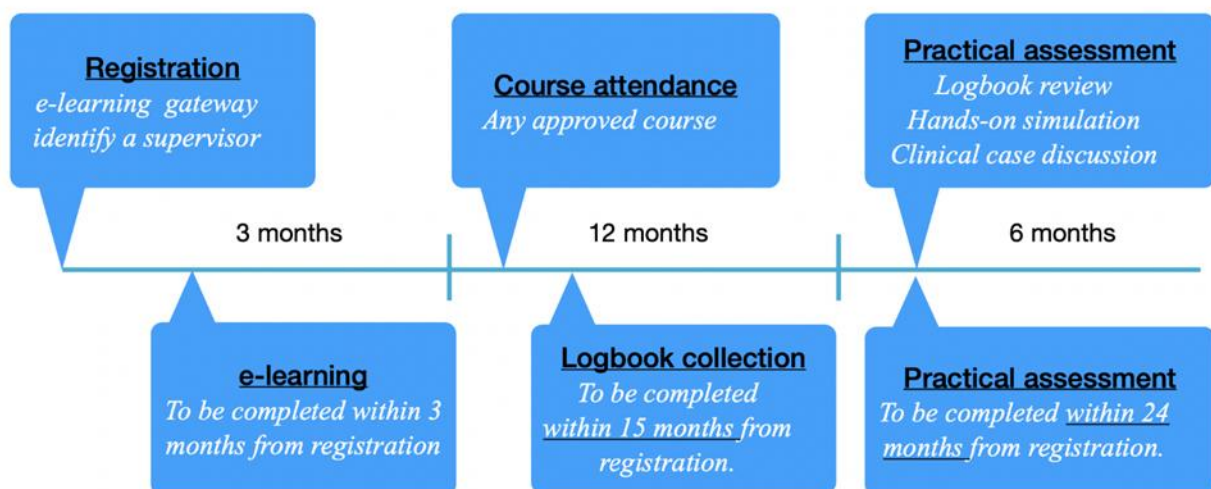 Registration
e-learning gateway
identify a supervisor
Course attendance
Any approved course
Practical assessment
Logbook review
Hands-on simulation
Clinical case discussion
3 months
12 months
6 months
e-learning
To be completed within 3
months from registration
Logbook collection
To be completed
within 15 months from
registration.
Practical assessment
To be completed within 24
months from registration.